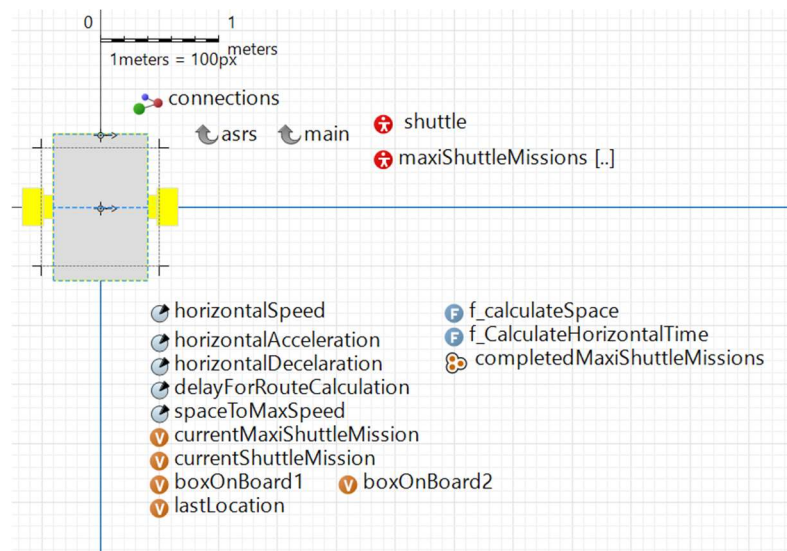 0 1
meters
1meters = 100px
connections
asrs main
shuttle
maxiShuttleMissions [..]
horizontalSpeed
horizontalAcceleration
horizontalDecelaration
delayForRouteCalculation
spaceToMaxSpeed
V currentMaxiShuttleMission
V currentShuttleMission
V boxOnBoard1 V boxOnBoard2
V lastLocation
F f_calculateSpace
F f_CalculateHorizontalTime
completedMaxiShuttleMissions